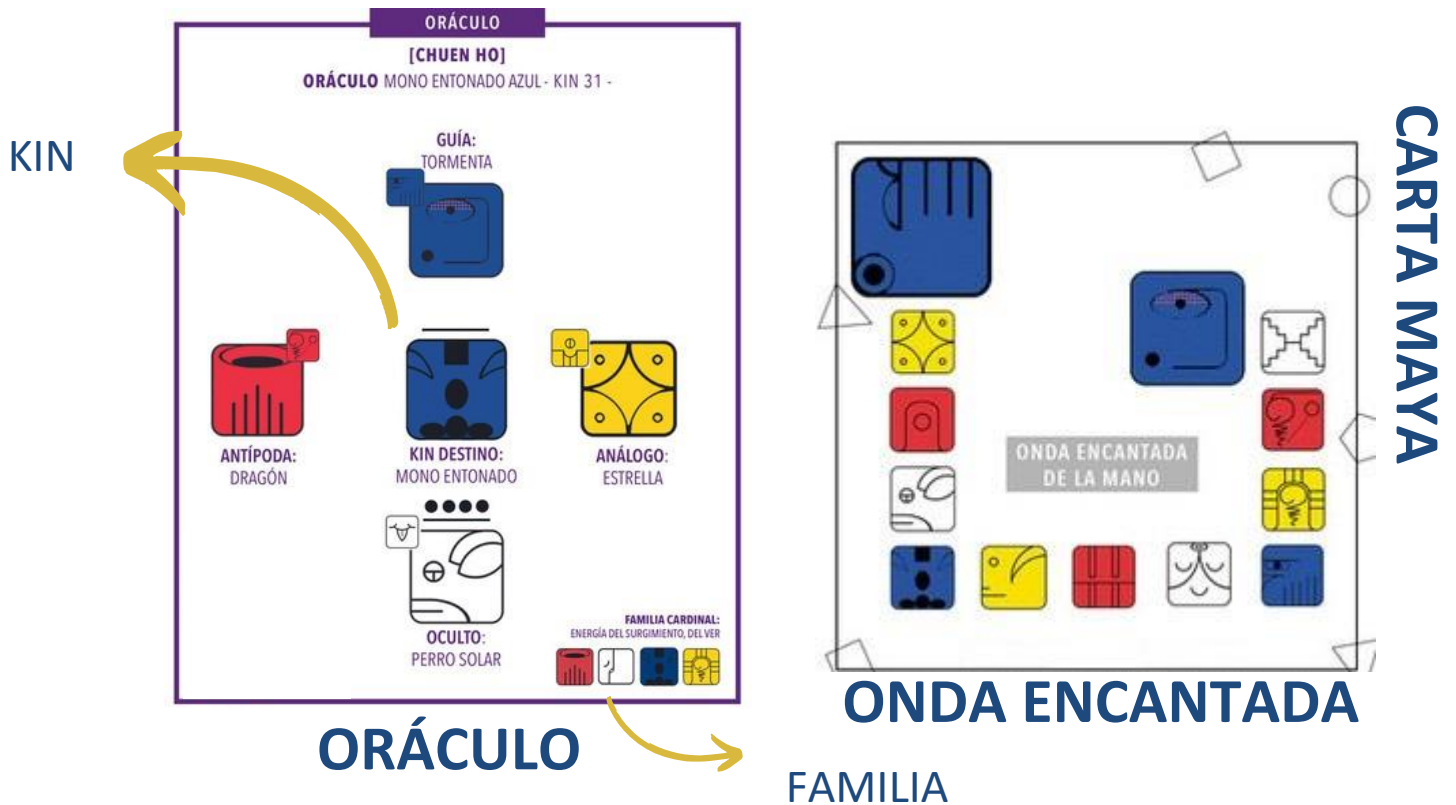 ORÁCULO
[CHUEN HO]
ORÁCULO MONO ENTONADO AZUL - KIN 31 -
KIN
GUÍA:
TORMENTA
ANTÍPODA:
DRAGÓN
KIN DESTINO:
MONO ENTONADO
ANÁLOGO:
ESTRELLA
OCULTO:
PERRO SOLAR
FAMILIA CARDINAL:
ENERGÍA DEL SURGIMIENTO, DEL VER
ORÁCULO
FAMILIA
ONDA ENCANTADA
DE LA MANO
ONDA ENCANTADA
CARTA MAYA